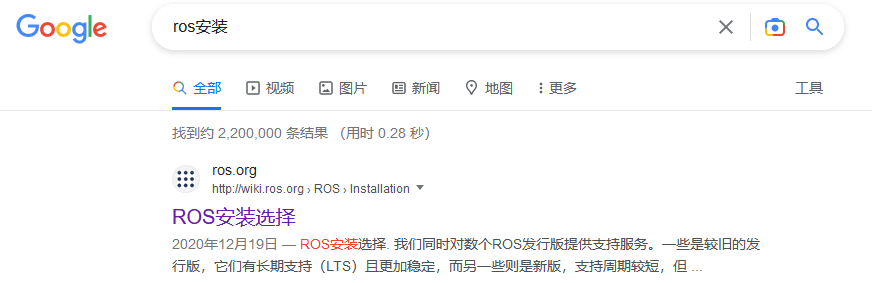 Google
ros安装
全部 视频 图片 新闻 地图 更多 工具
找到约 2,200,000 条结果 （用时 0.28 秒）
ros.org
http://wiki.ros.org › ROS › Installation
ROS安装选择
2020年12月19日 — ROS安装选择. 我们同时对数个ROS发行版提供支持服务。一些是较旧的发
行版，它们有长期支持（LTS）且更加稳定，而另一些则是新版，支持周期较短，但 ...